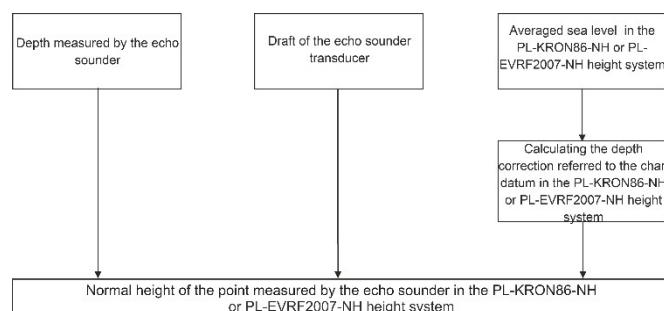 Depth measured by the echo
sounder
Draft of the echo sounder
transducer
Averaged sea level in the
PL-KRON86-NH or PL-
EVRF2007-NH height system
Calculating the depth
correction referred to the char
datum in the PL-KRON86-NH
or PL-EVRF2007-NH height
system
Normal height of the point measured by the echo sounder in the PL-KRON86-NH
or PL-EVRF2007-NH height system